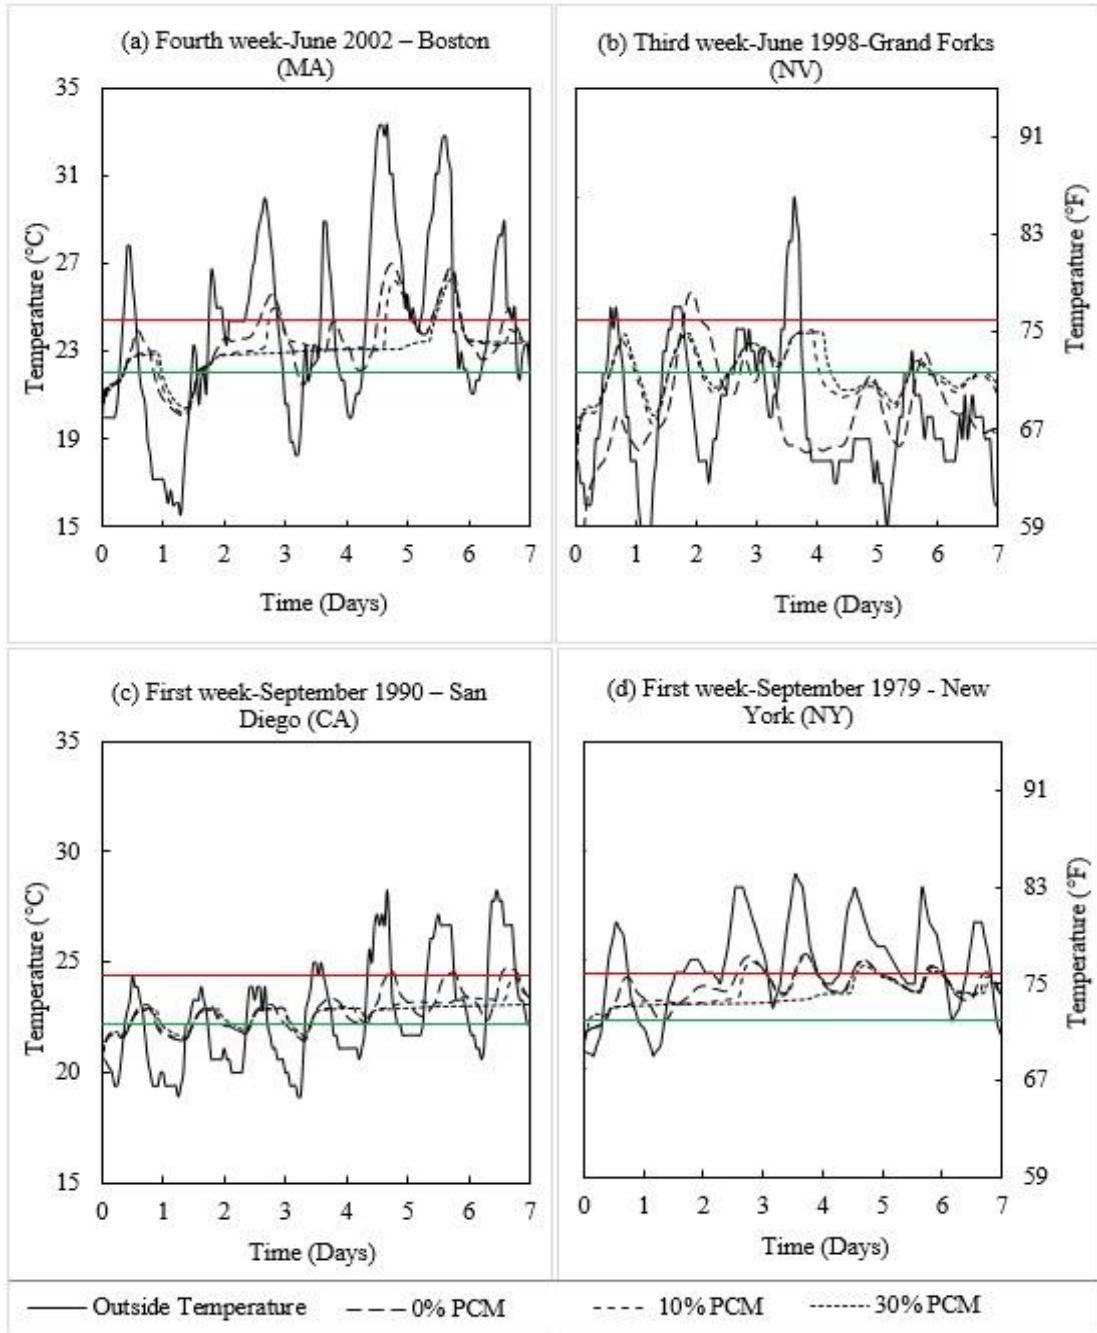 (a) Fourth week-June 2002 – Boston
(MA)
35
31
27
23
19
15
Temperature (°C)
0 1 2 3 4 5 6 7
Time (Days)
(b) Third week-June 1998-Grand Forks
(NV)
91
83
75
67
59
Temperature (°F)
0 1 2 3 4 5 6 7
Time (Days)
(c) First week-September 1990 – San
Diego (CA)
35
30
25
20
15
Temperature (°C)
0 1 2 3 4 5 6 7
Time (Days)
(d) First week-September 1979 - New
York (NY)
91
83
75
67
59
Temperature (°F)
0 1 2 3 4 5 6 7
Time (Days)
Outside Temperature 0% PCM 10% PCM 30% PCM